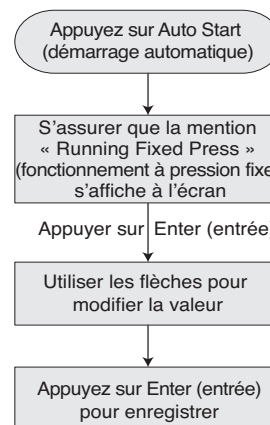 Appuyez sur Auto Start
(démarrage automatique)
S'assurer que la mention
« Running Fixed Press »
(fonctionnement à pression fixe
s'affiche à l'écran
Appuyer sur Enter (entrée)
Utiliser les flèches pour
modifier la valeur
Appuyez sur Enter (entrée)
pour enregistrer